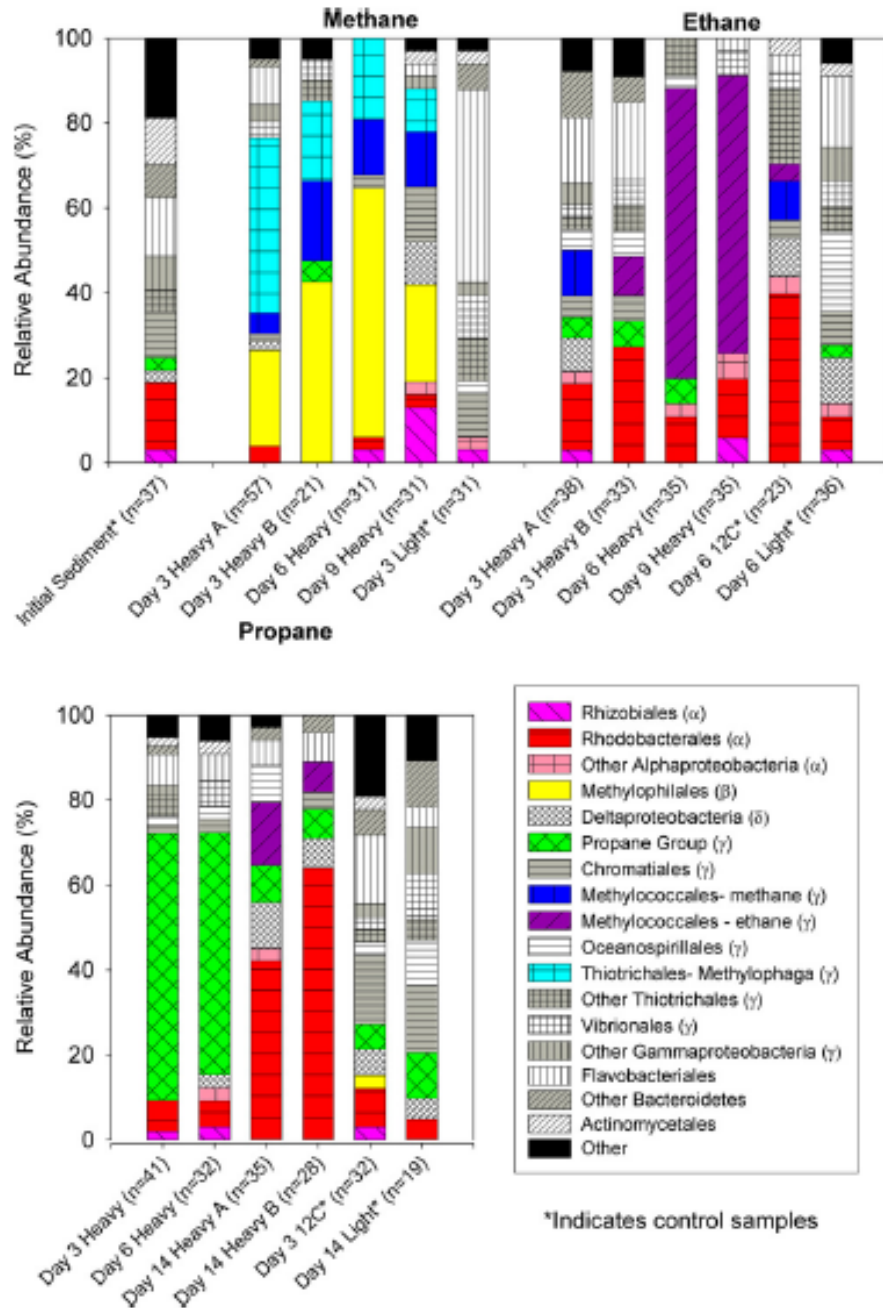 Methane
Ethane
Relative Abundance (%)
100
80
60
40
20
0
Initial Sediment* (n=37)
Day 3 Heavy A (n=57)
Day 3 Heavy B (n=21)
Day 6 Heavy (n=31)
Day 9 Heavy (n=31)
Day 3 Light* (n=31)
Day 3 Heavy A (n=38)
Day 3 Heavy B (n=33)
Day 6 Heavy (n=35)
Day 9 Heavy (n=35)
Day 6 12C* (n=23)
Day 6 Light* (n=36)
Propane
Relative Abundance (%)
100
80
60
40
20
0
Day 3 Heavy (n=41)
Day 6 Heavy (n=32)
Day 14 Heavy A (n=35)
Day 14 Heavy B (n=28)
Day 3 12C* (n=32)
Day 14 Light* (n=19)
Rhizobiales (α)
Rhodobacterales (α)
Other Alphaproteobacteria (α)
Methylophilales (β)
Deltaproteobacteria (δ)
Propane Group (γ)
Chromatiales (γ)
Methylococcales- methane (γ)
Methylococcales - ethane (γ)
Oceanospirillales (γ)
Thiotrichales- Methylophaga (γ)
Other Thiotrichales (γ)
Vibrionales (γ)
Other Gammaproteobacteria (γ)
Flavobacteriales
Other Bacteroidetes
Actinomycetales
Other
*Indicates control samples